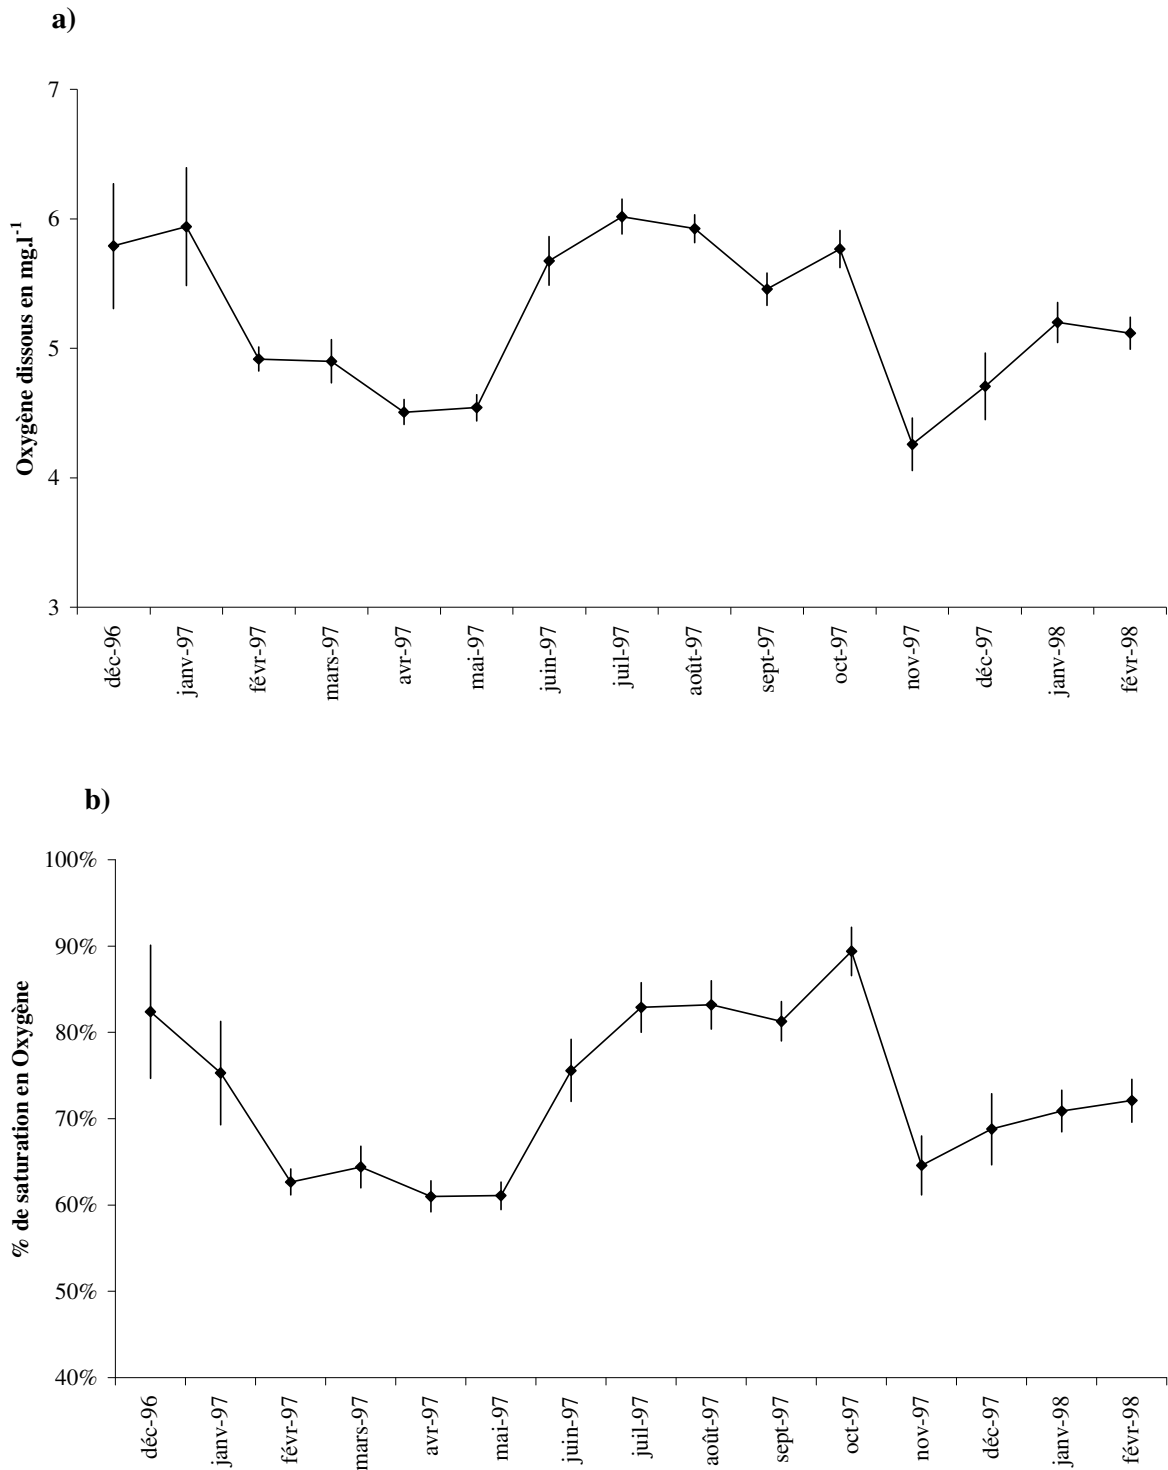 a)
7
6
5
4
3
Oxygène dissous en mg.l-1
déc-96
janv-97
févr-97
mars-97
avr-97
mai-97
juin-97
juil-97
août-97
sept-97
oct-97
nov-97
déc-97
janv-98
févr-98
b)
100%
90%
80%
70%
60%
50%
40%
% de saturation en Oxygène
déc-96
janv-97
févr-97
mars-97
avr-97
mai-97
juin-97
juil-97
août-97
sept-97
oct-97
nov-97
déc-97
janv-98
févr-98